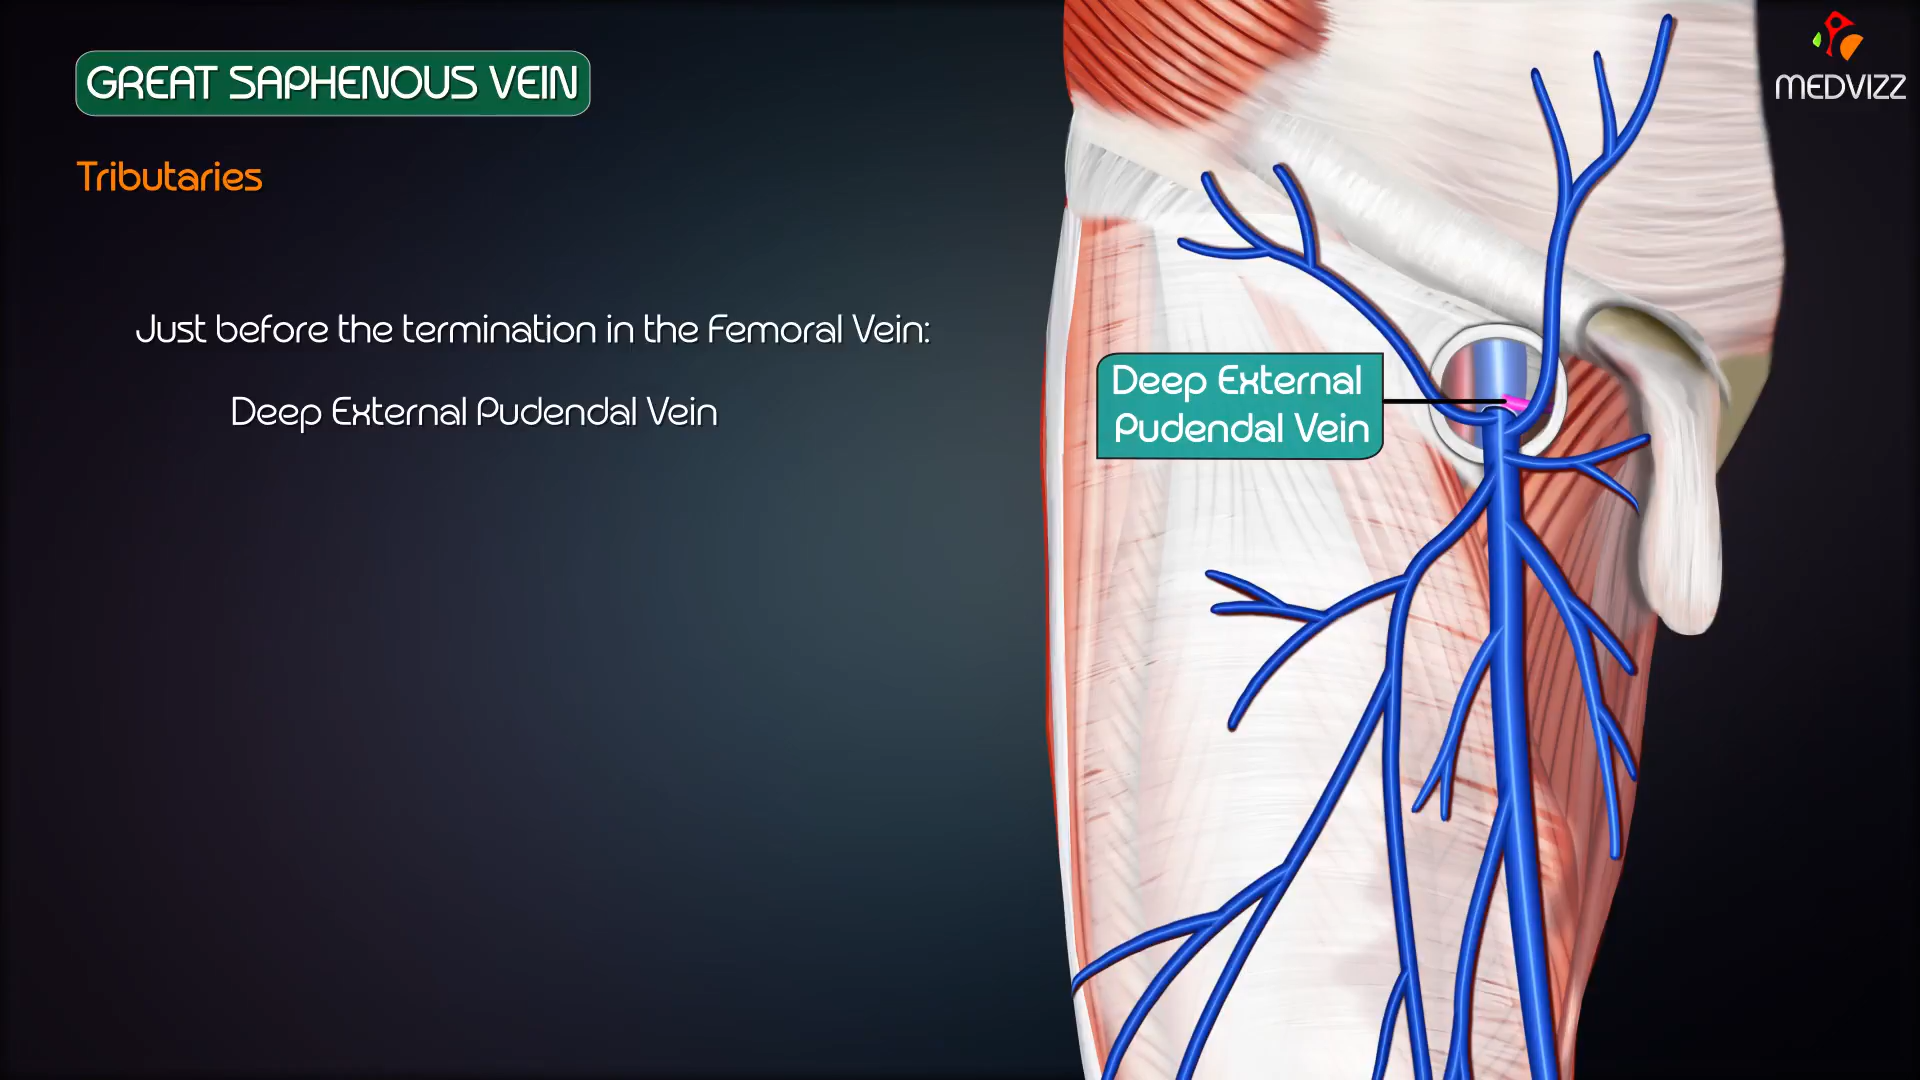 GREAT SAPHENOUS VEIN
MEDVIZZ
Tributaries
Just before the termination in the Femoral Vein:
Deep External Pudendal Vein
Deep External
Pudendal Vein